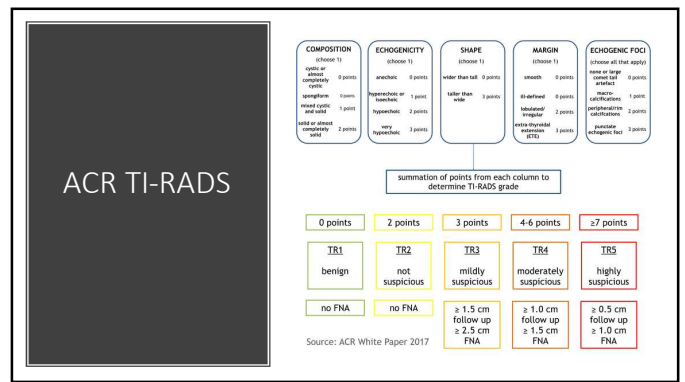 ACR TI-RADS
COMPOSITION
(choose 1)
cystic or
almost
completely
cystic
0 points
spongiform
0 points
mixed cystic
and solid
1 point
solid or almost
completely
solid
2 points
ECHOGENICITY
(choose 1)
anechoic
0 points
hyperechoic or
isoechoic
1 point
hypoechoic
2 points
very
hypoechoic
3 points
SHAPE
(choose 1)
wider than tall
0 points
taller than
wide
3 points
MARGIN
(choose 1)
smooth
0 points
ill-defined
0 points
lobulated/
irregular
2 points
extra-thyroidal
extension
(ETE)
3 points
ECHOGENIC FOCI
(choose all that apply)
none or large
comet tail
artefact
0 points
macro-
calcifications
1 point
peripheral/rim
calcifcations
2 points
punctate
echogenic foci
3 points
summation of points from each column to
determine TI-RADS grade
0 points
2 points
3 points
4-6 points
≥7 points
TR1
benign
TR2
not
suspicious
TR3
mildly
suspicious
TR4
moderately
suspicious
TR5
highly
suspicious
no FNA
no FNA
≥ 1.5 cm
follow up
≥ 2.5 cm
FNA
≥ 1.0 cm
follow up
≥ 1.5 cm
FNA
≥ 0.5 cm
follow up
≥ 1.0 cm
FNA
Source: ACR White Paper 2017